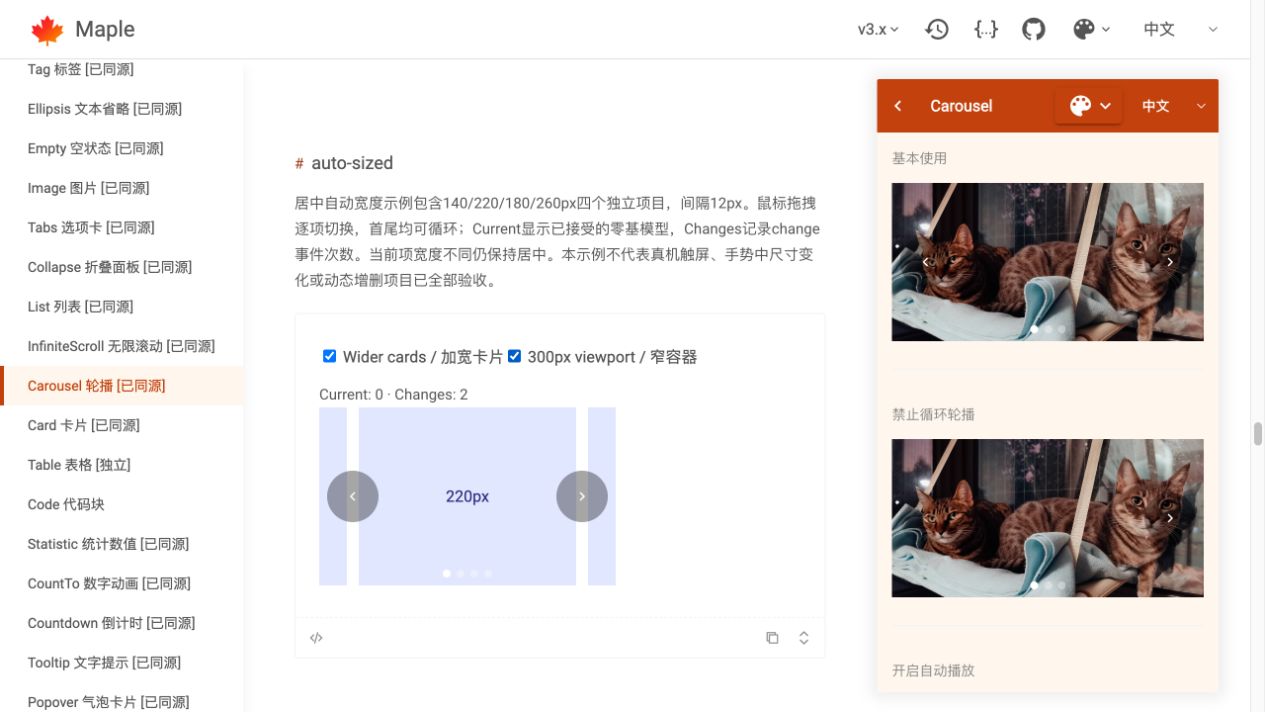 Maple
v3.x
中文
Tag 标签 [已同源]
Ellipsis 文本省略 [已同源]
Empty 空状态 [已同源]
Image 图片 [已同源]
Tabs 选项卡 [已同源]
Collapse 折叠面板 [已同源]
List 列表 [已同源]
InfiniteScroll 无限滚动 [已同源]
Carousel 轮播 [已同源]
Card 卡片 [已同源]
Table 表格 [独立]
Code 代码块
Statistic 统计数值 [已同源]
CountTo 数字动画 [已同源]
Countdown 倒计时 [已同源]
Tooltip 文字提示 [已同源]
Popover 气泡卡片 [已同源]
# auto-sized
居中自动宽度示例包含140/220/180/260px四个独立项目，间隔12px。鼠标拖拽
逐项切换，首尾均可循环；Current显示已接受的零基模型，Changes记录change
事件次数。当前项宽度不同仍保持居中。本示例不代表真机触屏、手势中尺寸变
化或动态增删项目已全部验收。
Wider cards / 加宽卡片 300px viewport / 窄容器
Current: 0 · Changes: 2
220px
Carousel
中文
基本使用
禁止循环轮播
开启自动播放